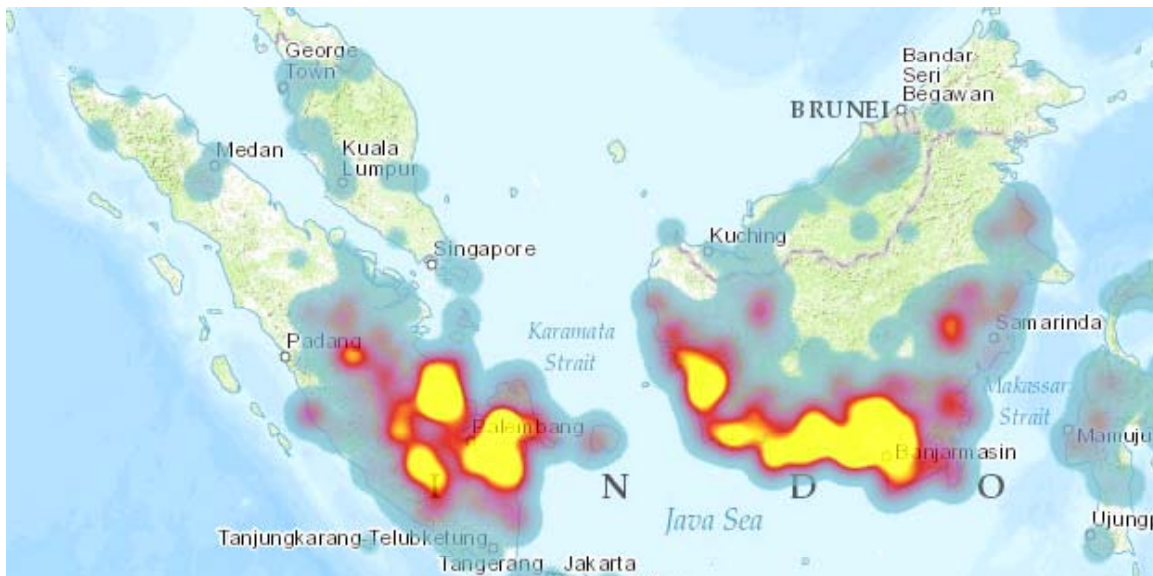 George
Town
Bandar
Seri
Begawan
BRUNEI
Medan
Kuala
Lumpur
Kuching
Singapore
Karamata
Strait
Samarinda
Padang
Makassar
Strait
Palembang
Mamuju
Banjarmasin
I N D O
Java Sea
Ujungp
Tanjungkarang-Telubketung
Tangerang Jakarta